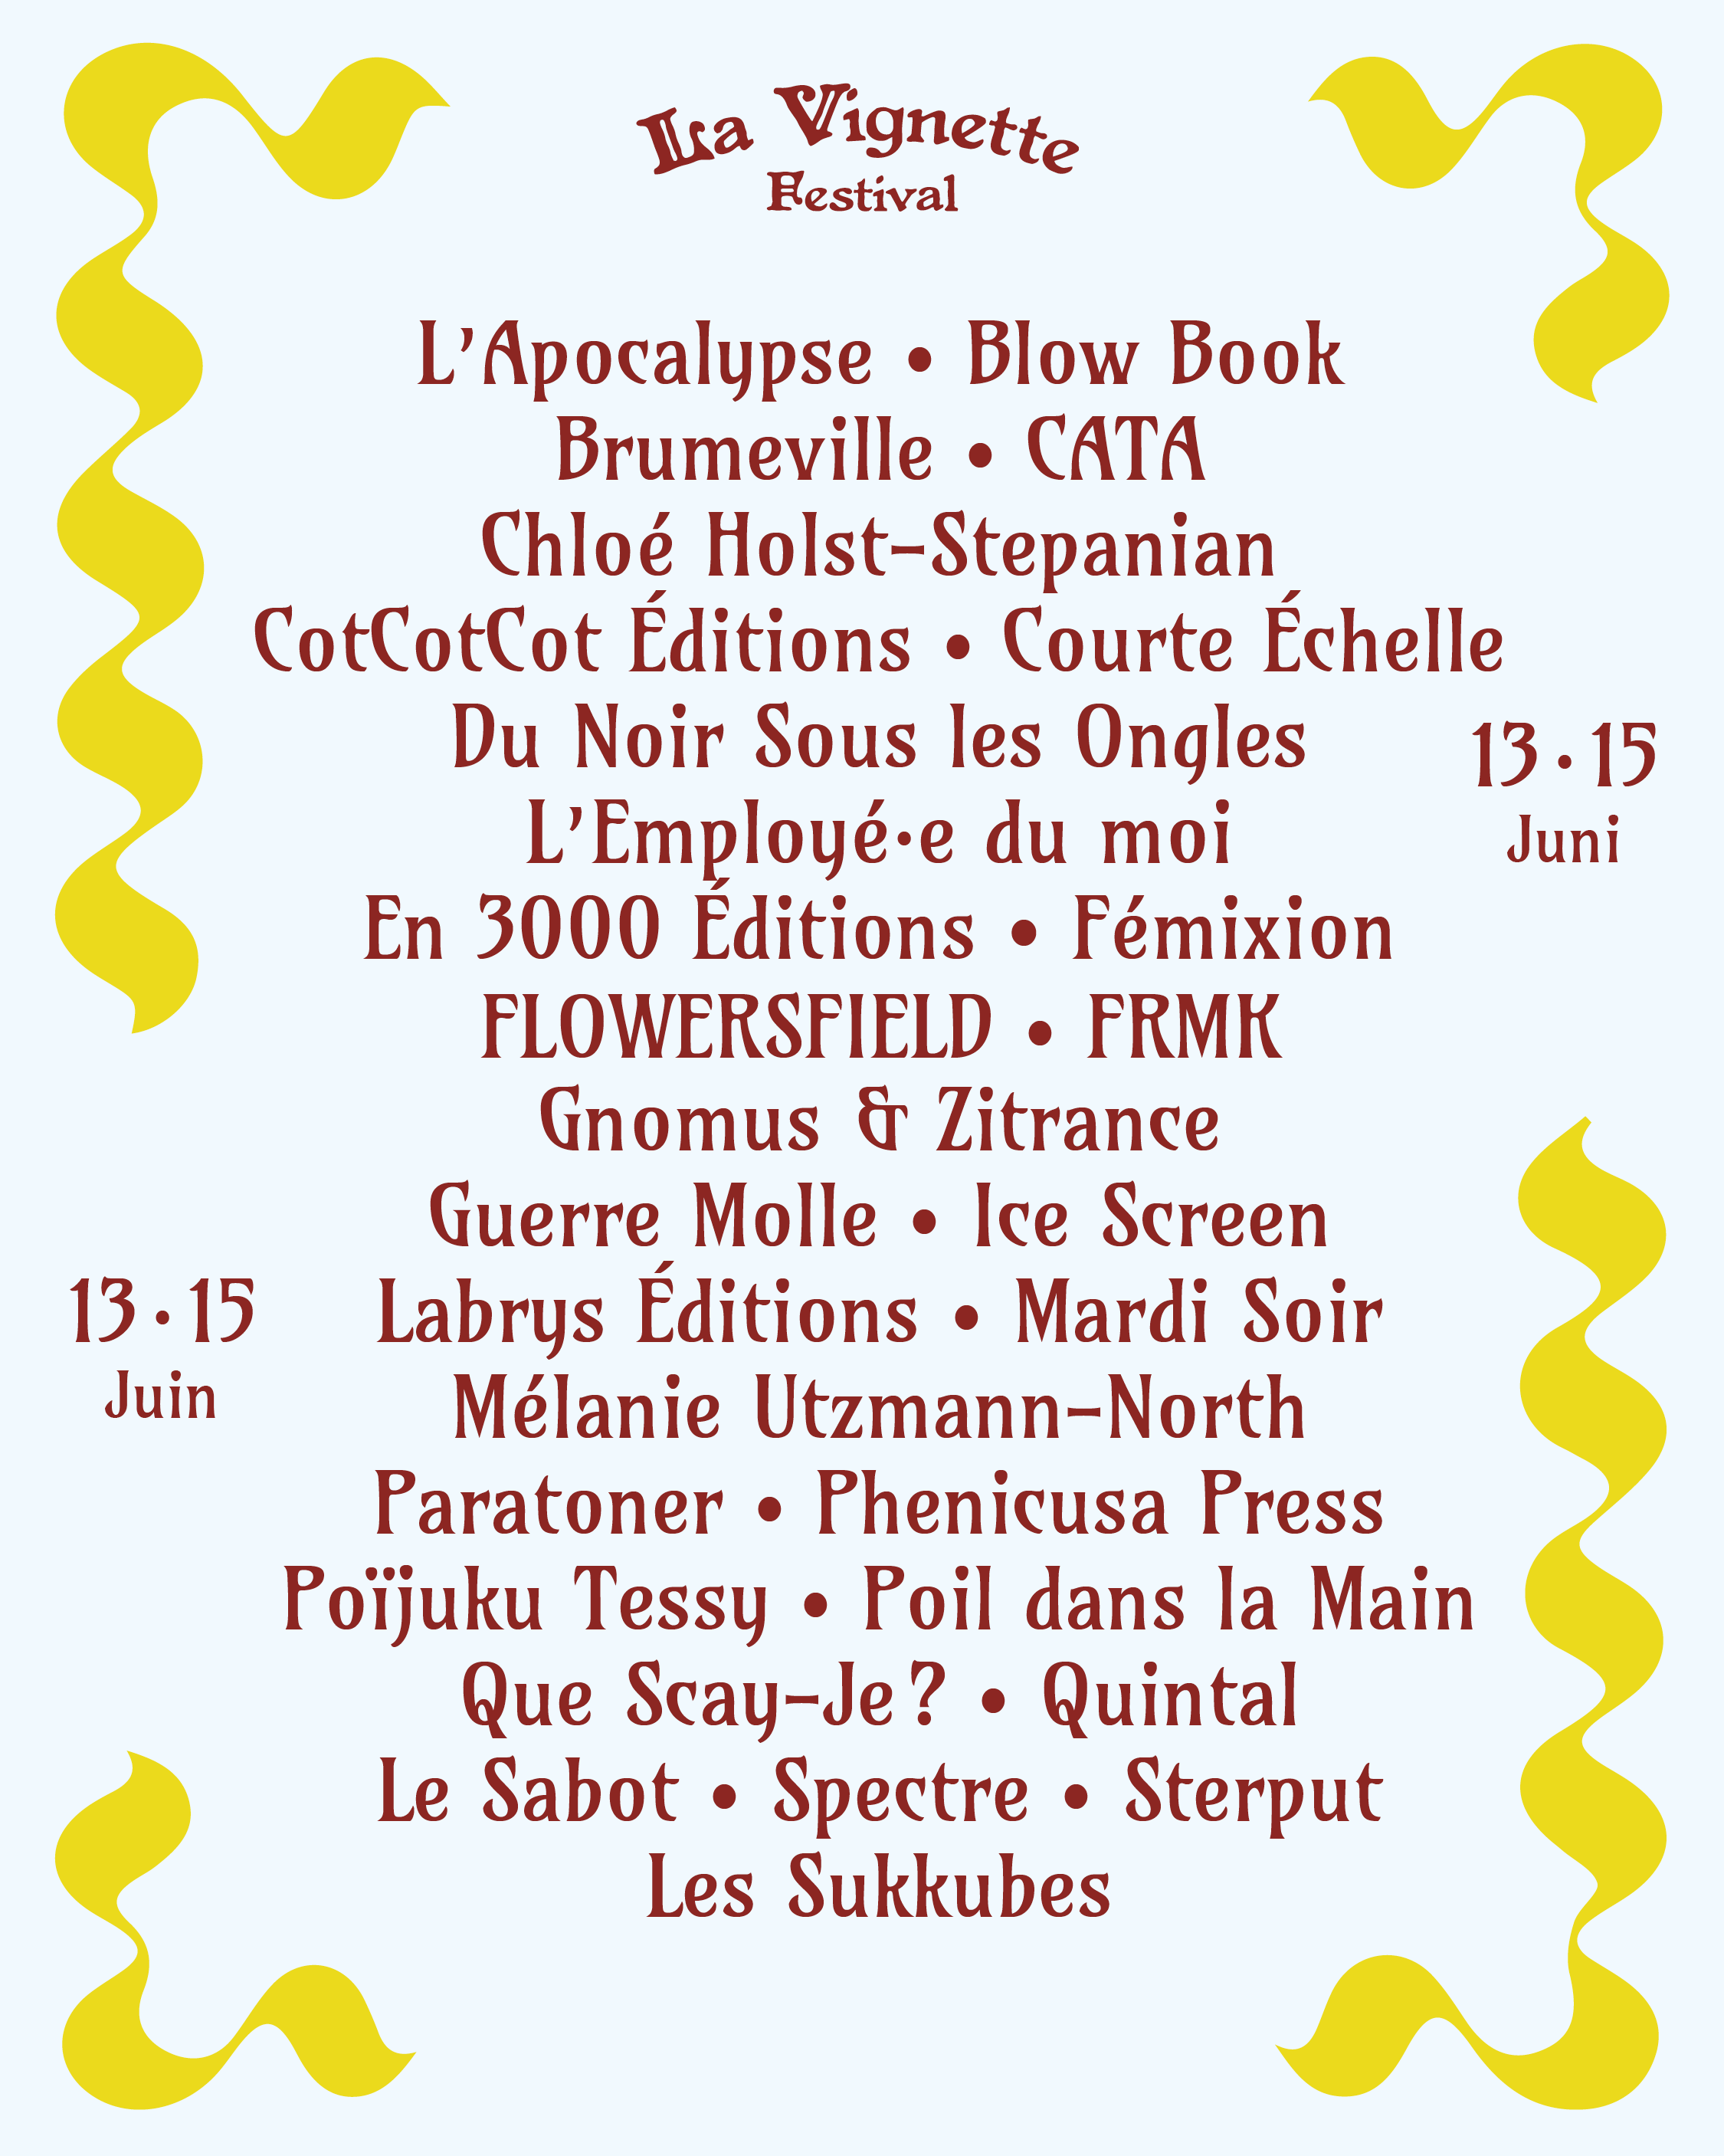 La Vignette
Festival
L'Apocalypse • Blow Book
Brumeville • CATA
Chloé Holst-Stepanian
CotCotCot Éditions • Courte Échelle
Du Noir Sous les Ongles
13 • 15
Juni
L'Employé•e du moi
En 3000 Éditions • Fémixion
FLOWERSFIELD • FRMK
Gnomus & Zitrance
Guerre Molle • Ice Screen
13 • 15
Juin
Labrys Éditions • Mardi Soir
Mélanie Utzmann-North
Paratoner • Phenicusa Press
Poïjuku Tessy • Poil dans la Main
Que Scay-Je? • Quintal
Le Sabot • Spectre • Sterput
Les Sukkubes